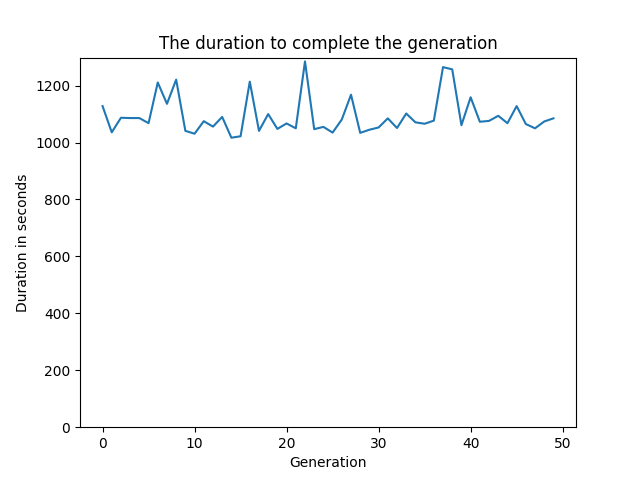 The duration to complete the generation
1200
1000
800
600
400
200
0
Duration in seconds
0 10 20 30 40 50
Generation